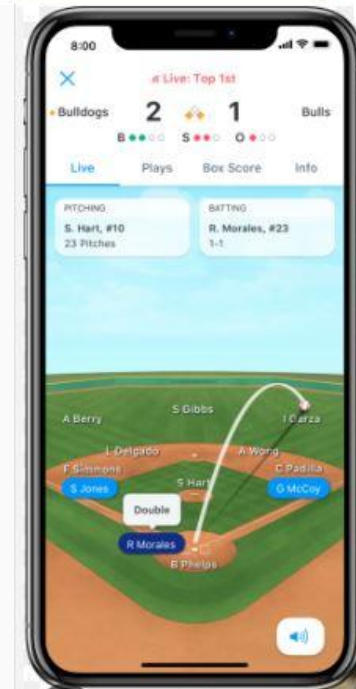 8:00
Live: Top 1st
Bulldogs 2 1 Bulls
B S O
Live Plays Box Score Info
PITCHING
S. Hart, #10
23 Pitches
BATTING
R. Morales, #23
1-1
S Gibbs
A Berry
I Garza
L Delgado
A Wong
F Simmons
C Padilla
S Jones
S Hart
G McCoy
Double
R Morales
B Phelps